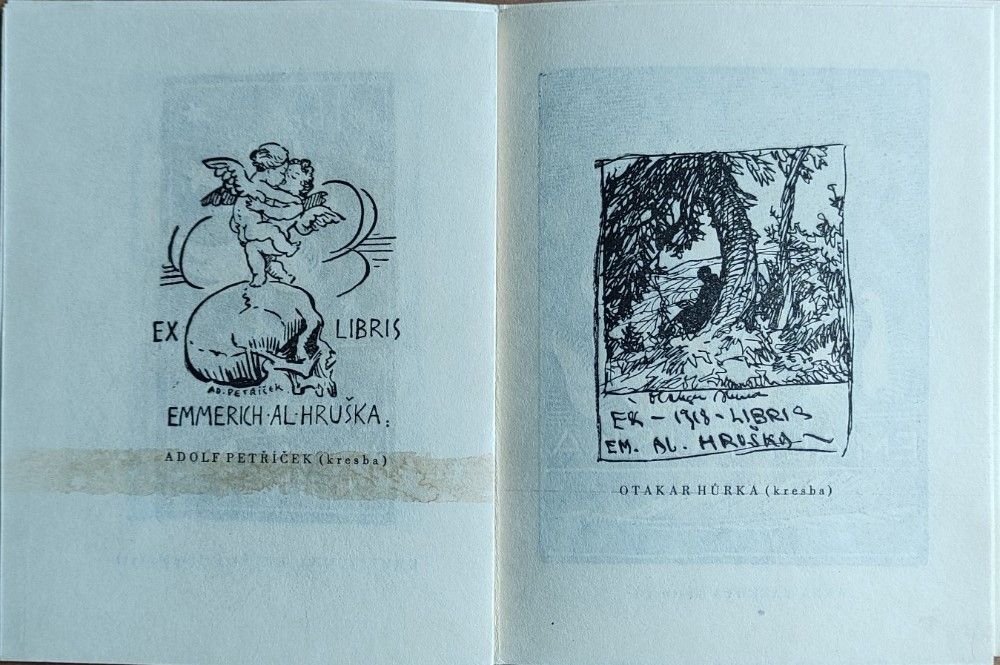 EX LIBRIS
AD. PETŘÍČEK
EMMERICH·AL·HRUŠKA.
ADOLF PETŘÍČEK (kresba)
EX – 1918 – LIBRIS
EM. AL. HRUŠKA
OTAKAR HŮRKA (kresba)